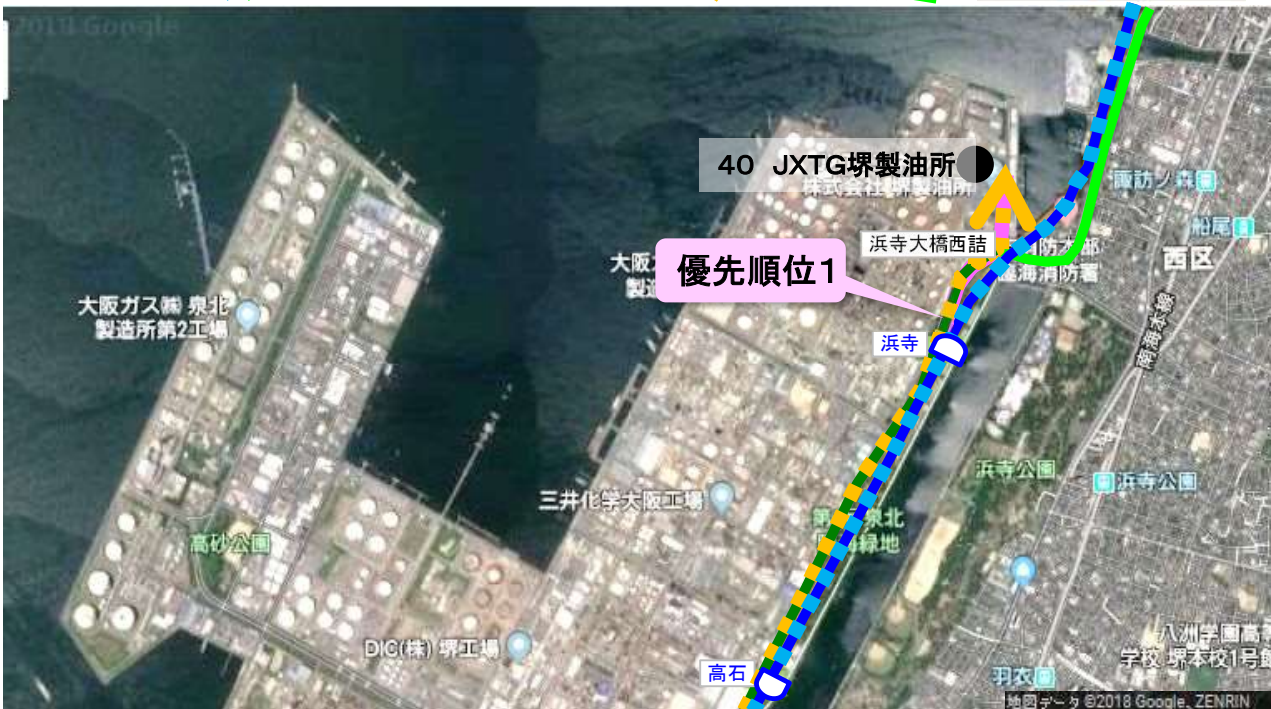 2018 Google
40 JXTG堺製油所
株式会社 堺製油所
諏訪ノ森
船尾
浜寺大橋西詰
西区
消防本部
臨海消防署
優先順位1
大阪ガス㈱ 泉北
製造所第2工場
浜寺
南海本線
浜寺公園
浜寺公園
三井化学大阪工場
泉北
緑地
高砂公園
DIC(株) 堺工場
高石
羽衣
八洲学園高等
学校 堺本校1号館
地図データ ©2018 Google, ZENRIN